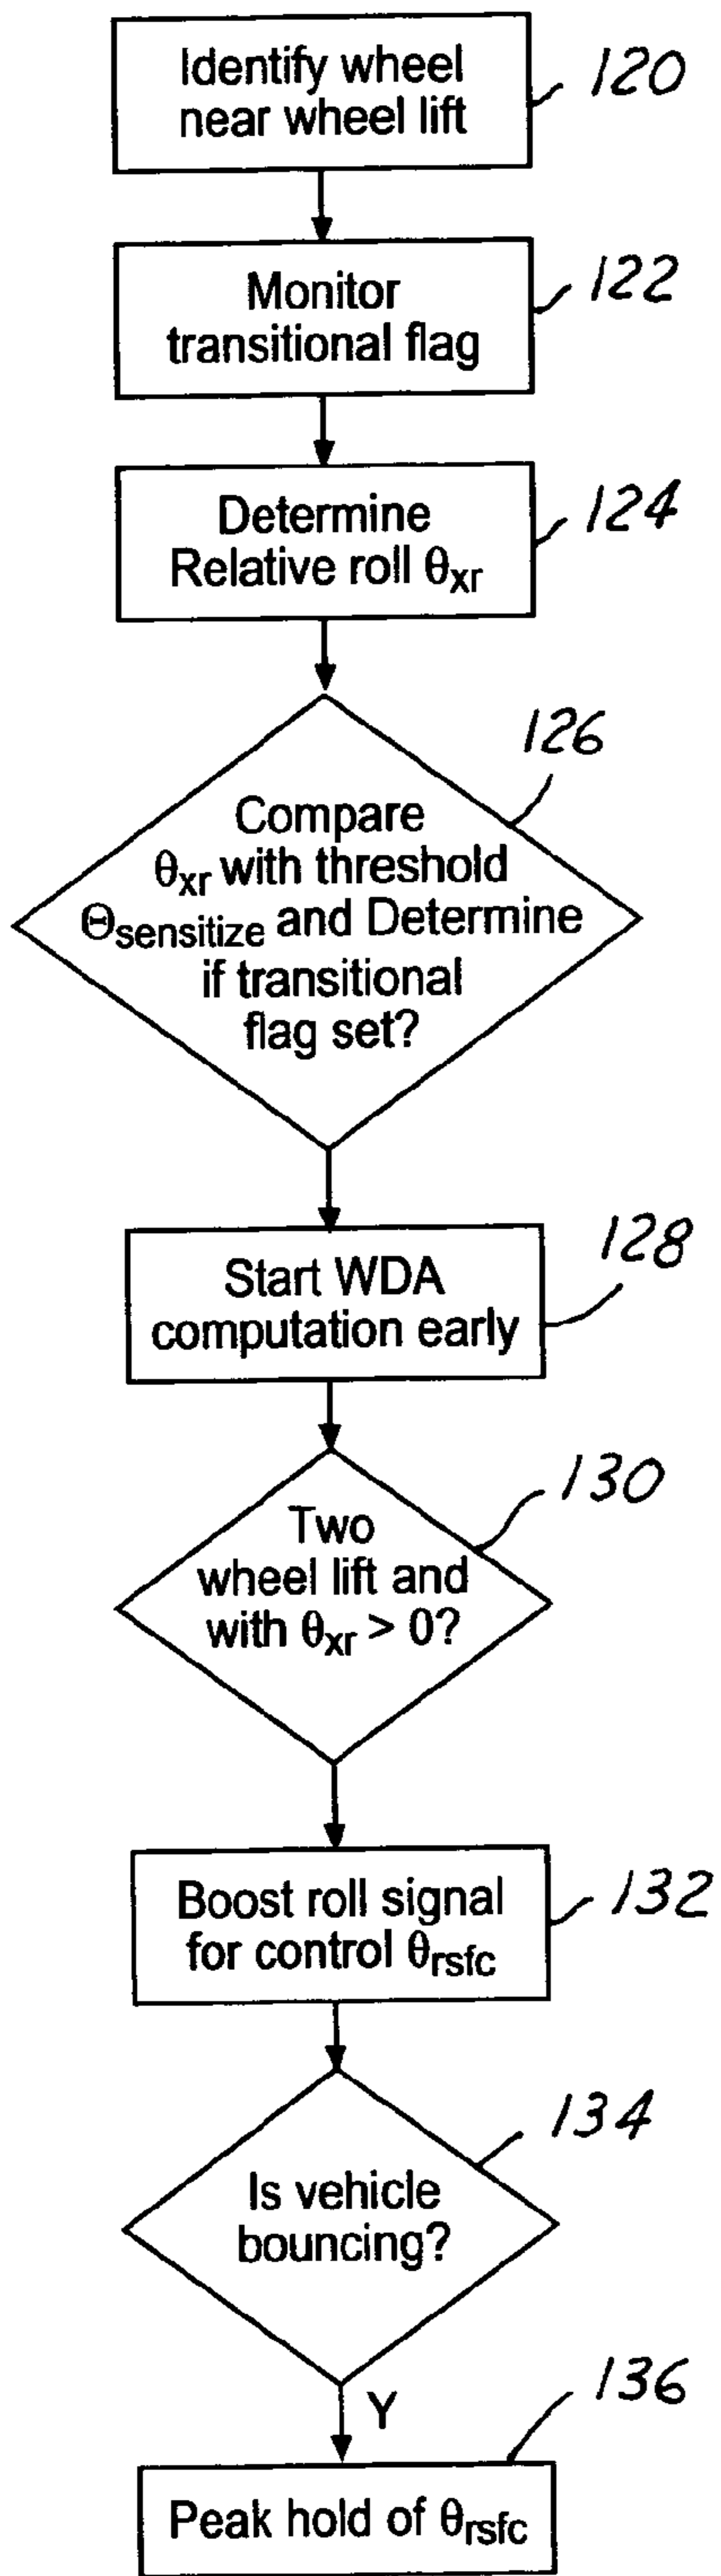 Identify wheel
near wheel lift
120
Monitor
transitional flag
122
Determine
Relative roll θxr
124
126
Compare
θxr with threshold
Θsensitize and Determine
if transitional
flag set?
Start WDA
computation early
128
130
Two
wheel lift and
with θxr > 0?
Boost roll signal
for control θrsfc
132
134
Is vehicle
bouncing?
Y
136
Peak hold of θrsfc